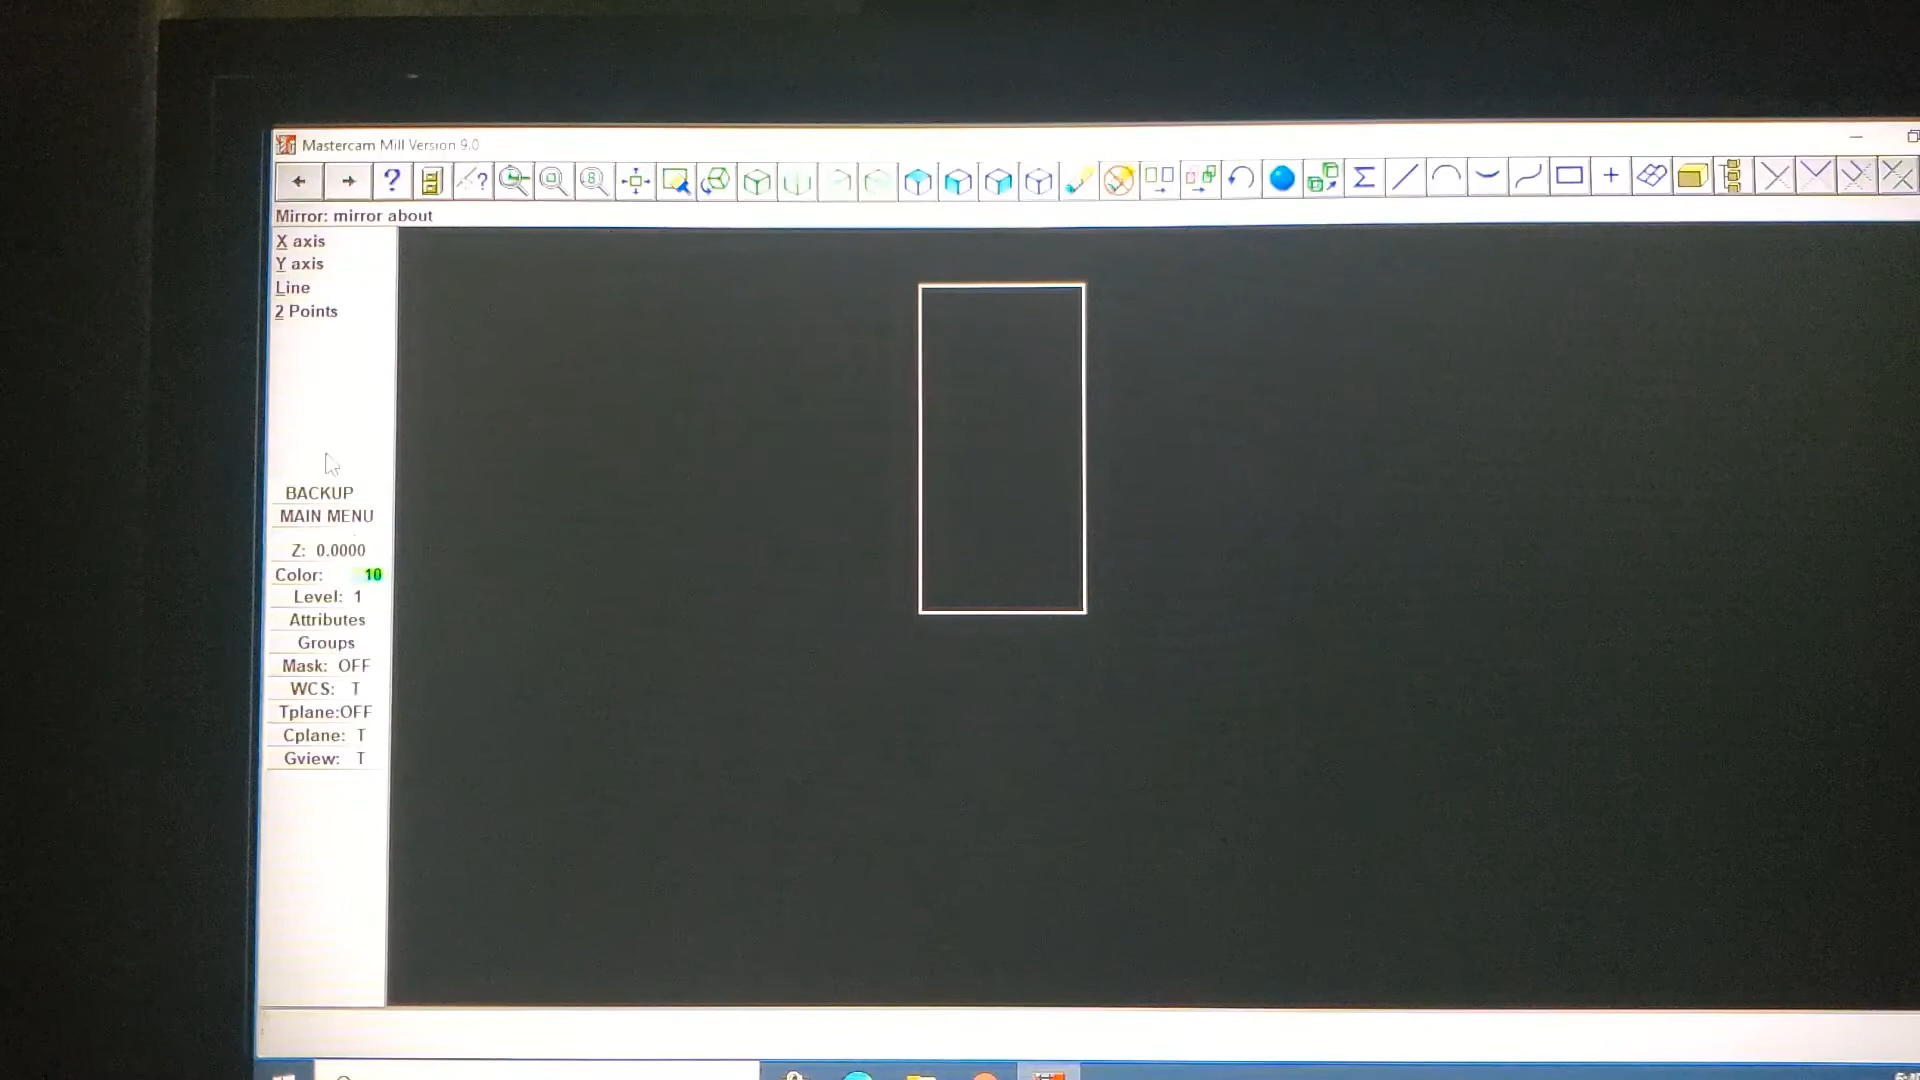 Mastercam Mill Version 9.0
Mirror: mirror about
X axis
Y axis
Line
2 Points
BACKUP
MAIN MENU
Z: 0.0000
Color: 10
Level: 1
Attributes
Groups
Mask: OFF
WCS: T
Tplane:OFF
Cplane: T
Gview: T